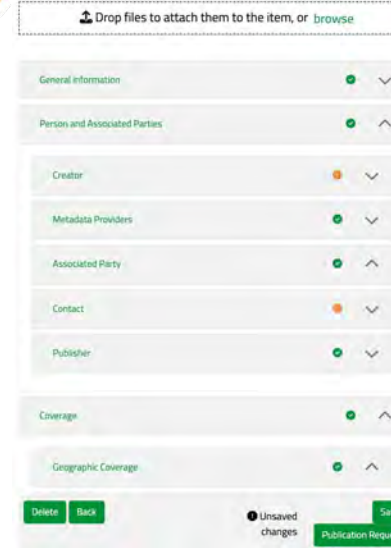 Drop files to attach them to the item, or browse
General information
Person and Associated Parties
Creator
Metadata Providers
Associated Party
Contact
Publisher
Coverage
Geographic Coverage
Delete Back
Unsaved
changes
Publication